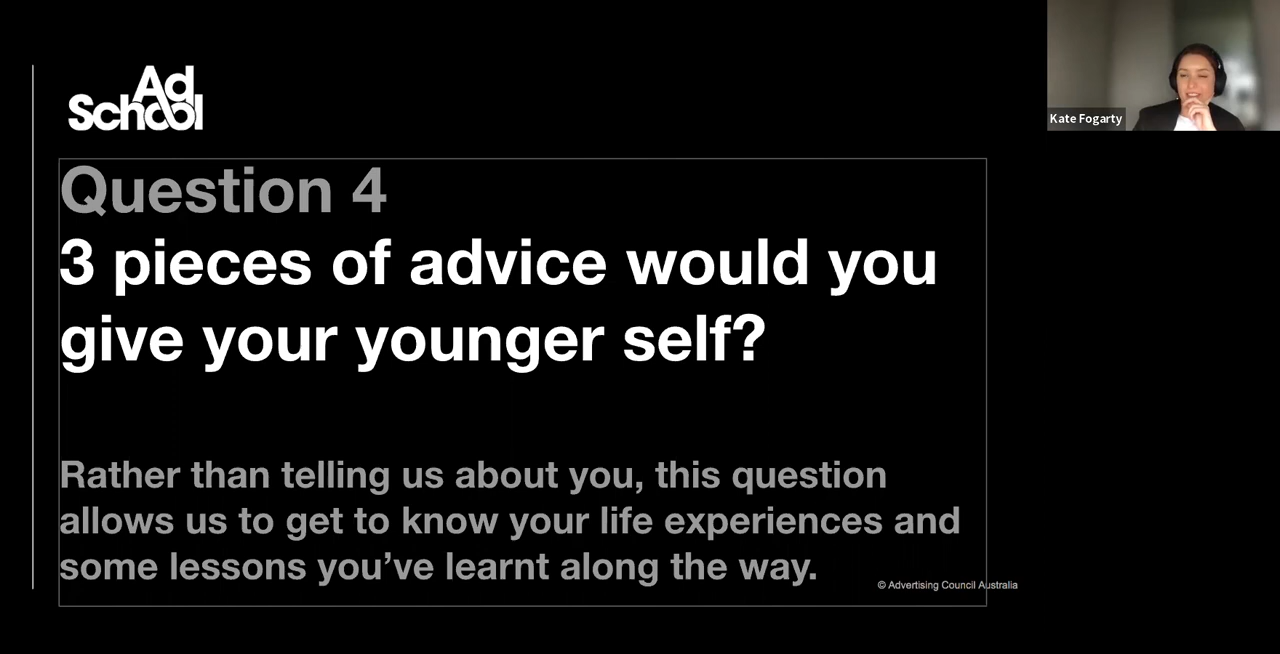 Ad
School
Kate Fogarty
Question 4
3 pieces of advice would you
give your younger self?
Rather than telling us about you, this question
allows us to get to know your life experiences and
some lessons you’ve learnt along the way.
© Advertising Council Australia